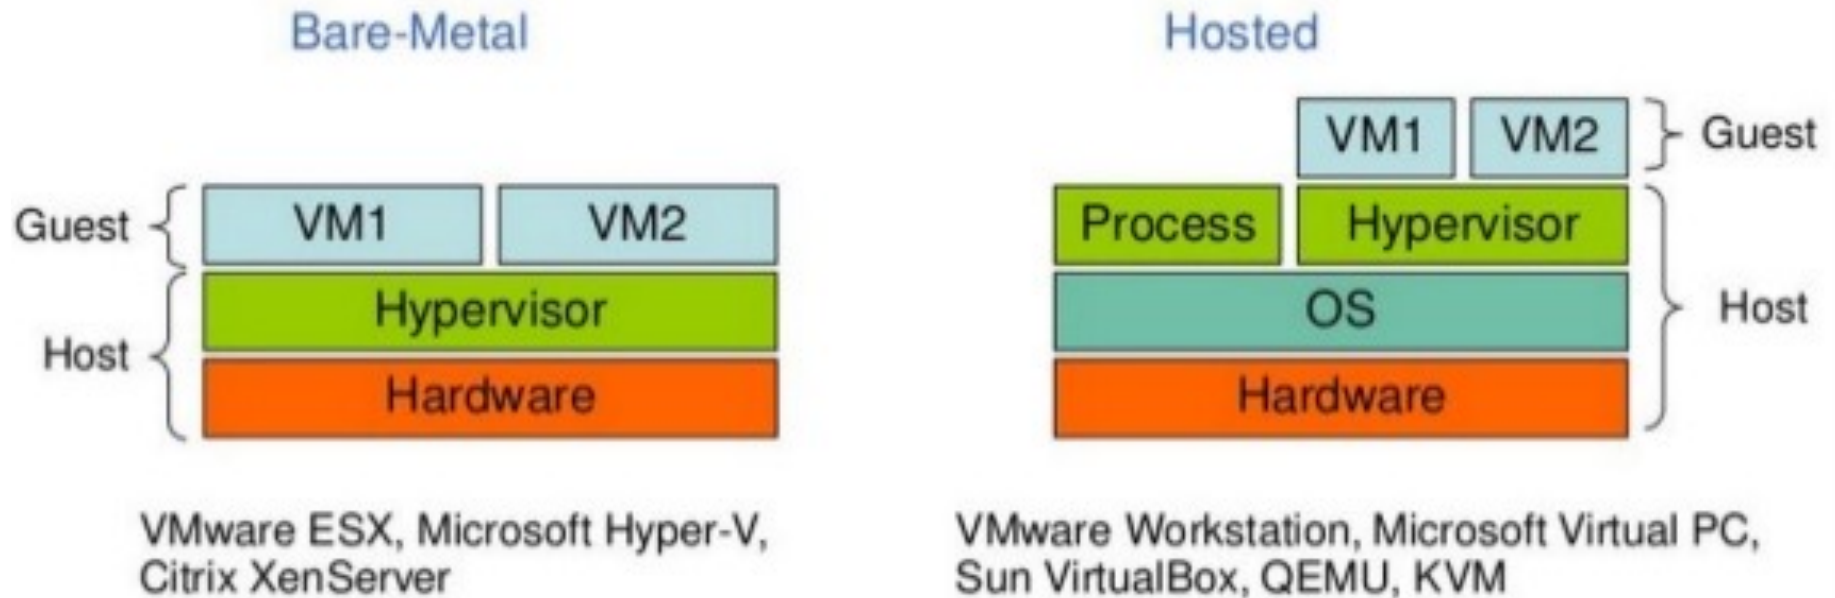 Bare-Metal
Guest
VM1
VM2
Hypervisor
Host
Hardware
VMware ESX, Microsoft Hyper-V,
Citrix XenServer
Hosted
VM1
VM2
Guest
Process
Hypervisor
OS
Host
Hardware
VMware Workstation, Microsoft Virtual PC,
Sun VirtualBox, QEMU, KVM